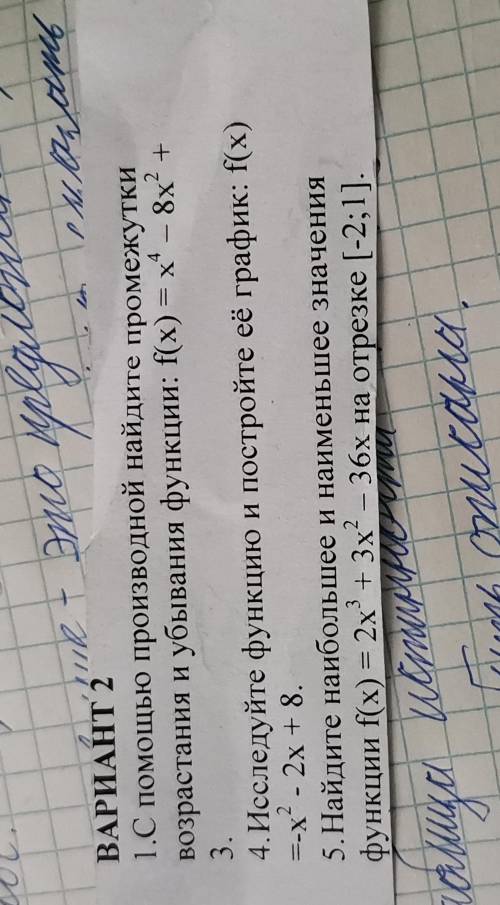 это
ВАРИАНТ 2
1.С помощью производной найдите промежутки
возрастания и убывания функции: f(x) = x⁴ – 8x² +
3.
4.Исследуйте функцию и постройте её график: f(x)
=-x² - 2x + 8.
5.Найдите наибольшее и наименьшее значения
функции f(x) = 2x³ + 3x² – 36x на отрезке [-2;1].